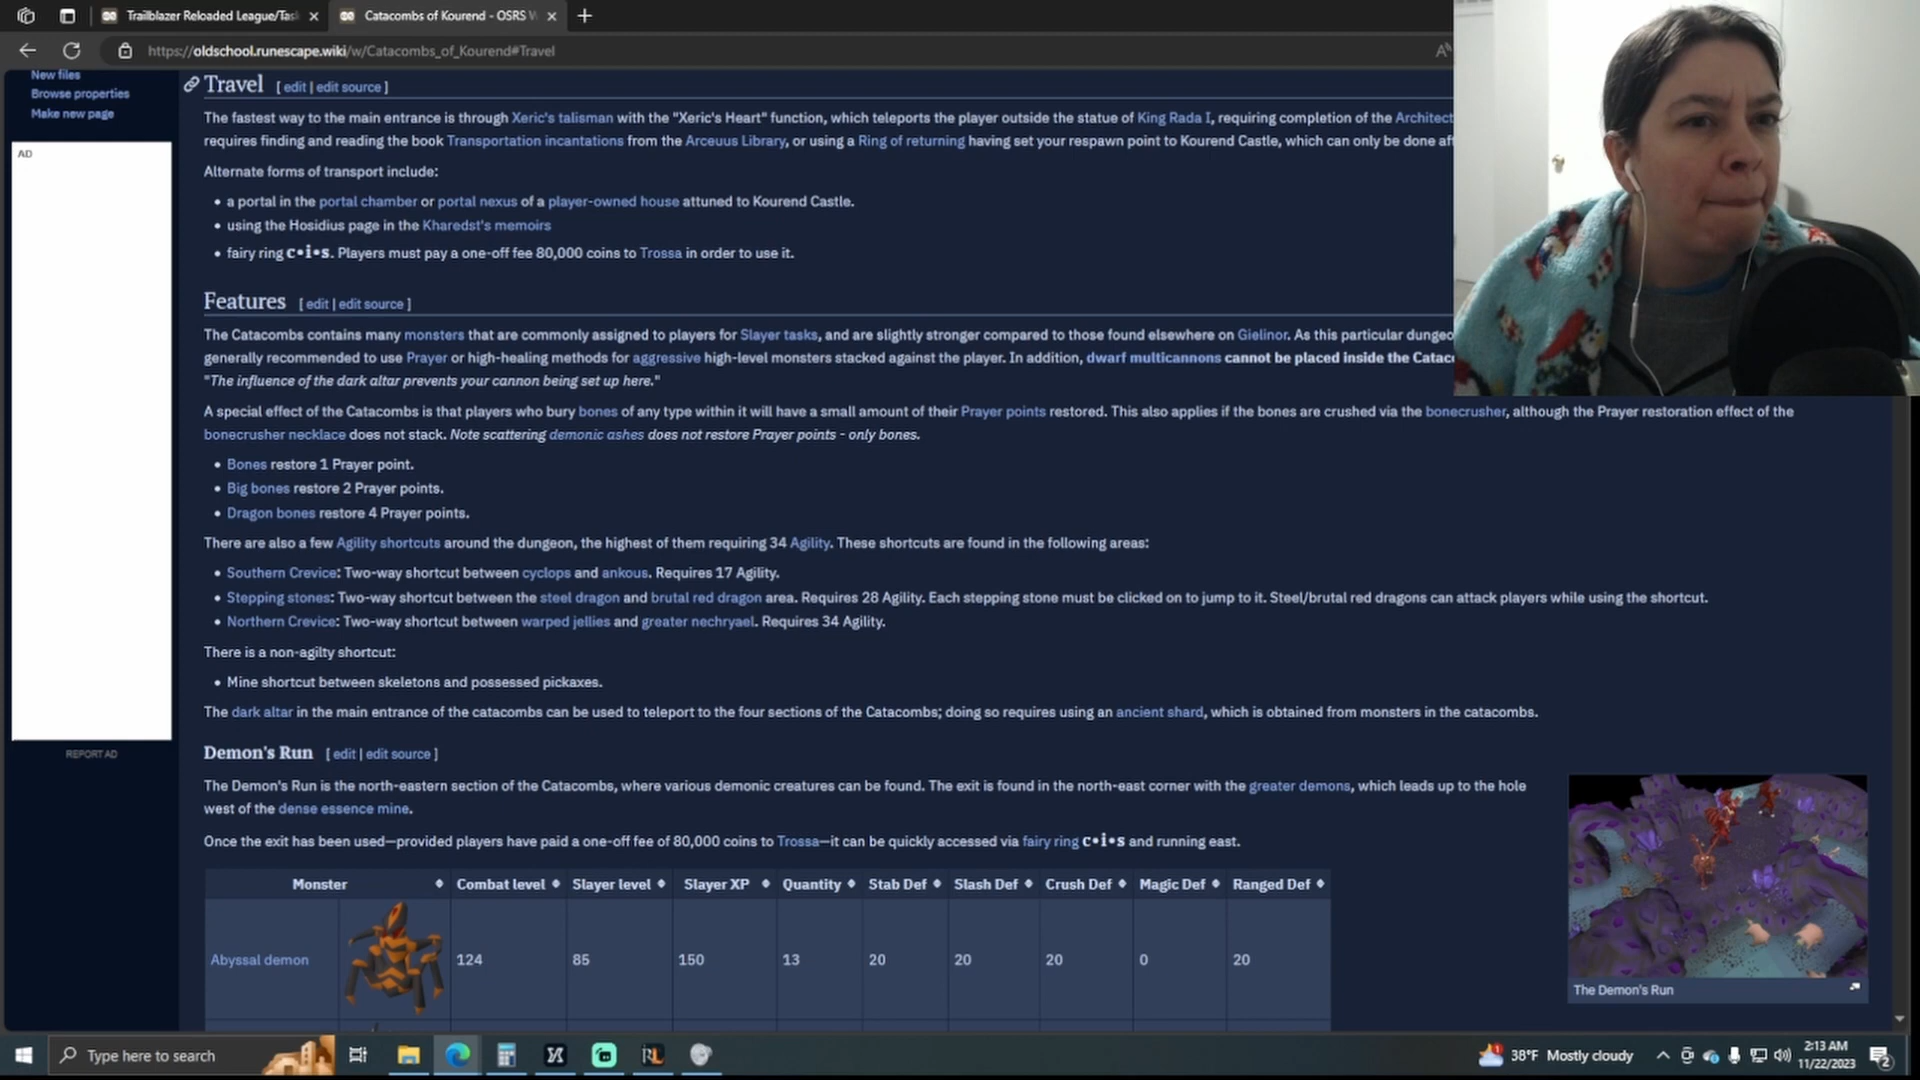 Trailblazer Reloaded League/Tas
Catacombs of Kourend - OSRS W
https://oldschool.runescape.wiki/w/Catacombs_of_Kourend#Travel
New files
Browse properties
Make new page
AD
REPORT AD
Travel [ edit | edit source ]
The fastest way to the main entrance is through Xeric's talisman with the "Xeric's Heart" function, which teleports the player outside the statue of King Rada I, requiring completion of the Architect
requires finding and reading the book Transportation incantations from the Arceuus Library, or using a Ring of returning having set your respawn point to Kourend Castle, which can only be done aft
Alternate forms of transport include:
• a portal in the portal chamber or portal nexus of a player-owned house attuned to Kourend Castle.
• using the Hosidius page in the Kharedst's memoirs
• fairy ring c•i•s. Players must pay a one-off fee 80,000 coins to Trossa in order to use it.
Features [ edit | edit source ]
The Catacombs contains many monsters that are commonly assigned to players for Slayer tasks, and are slightly stronger compared to those found elsewhere on Gielinor. As this particular dungeo
generally recommended to use Prayer or high-healing methods for aggressive high-level monsters stacked against the player. In addition, dwarf multicannons cannot be placed inside the Cataco
"The influence of the dark altar prevents your cannon being set up here."
A special effect of the Catacombs is that players who bury bones of any type within it will have a small amount of their Prayer points restored. This also applies if the bones are crushed via the bonecrusher, although the Prayer restoration effect of the
bonecrusher necklace does not stack. Note scattering demonic ashes does not restore Prayer points - only bones.
• Bones restore 1 Prayer point.
• Big bones restore 2 Prayer points.
• Dragon bones restore 4 Prayer points.
There are also a few Agility shortcuts around the dungeon, the highest of them requiring 34 Agility. These shortcuts are found in the following areas:
• Southern Crevice: Two-way shortcut between cyclops and ankous. Requires 17 Agility.
• Stepping stones: Two-way shortcut between the steel dragon and brutal red dragon area. Requires 28 Agility. Each stepping stone must be clicked on to jump to it. Steel/brutal red dragons can attack players while using the shortcut.
• Northern Crevice: Two-way shortcut between warped jellies and greater nechryael. Requires 34 Agility.
There is a non-agilty shortcut:
• Mine shortcut between skeletons and possessed pickaxes.
The dark altar in the main entrance of the catacombs can be used to teleport to the four sections of the Catacombs; doing so requires using an ancient shard, which is obtained from monsters in the catacombs.
Demon's Run [ edit | edit source ]
The Demon's Run is the north-eastern section of the Catacombs, where various demonic creatures can be found. The exit is found in the north-east corner with the greater demons, which leads up to the hole
west of the dense essence mine.
Once the exit has been used—provided players have paid a one-off fee of 80,000 coins to Trossa—it can be quickly accessed via fairy ring c•i•s and running east.
Monster Combat level Slayer level Slayer XP Quantity Stab Def Slash Def Crush Def Magic Def Ranged Def
Abyssal demon 124 85 150 13 20 20 20 0 20
The Demon's Run
Type here to search
38°F Mostly cloudy
2:13 AM
11/22/2023